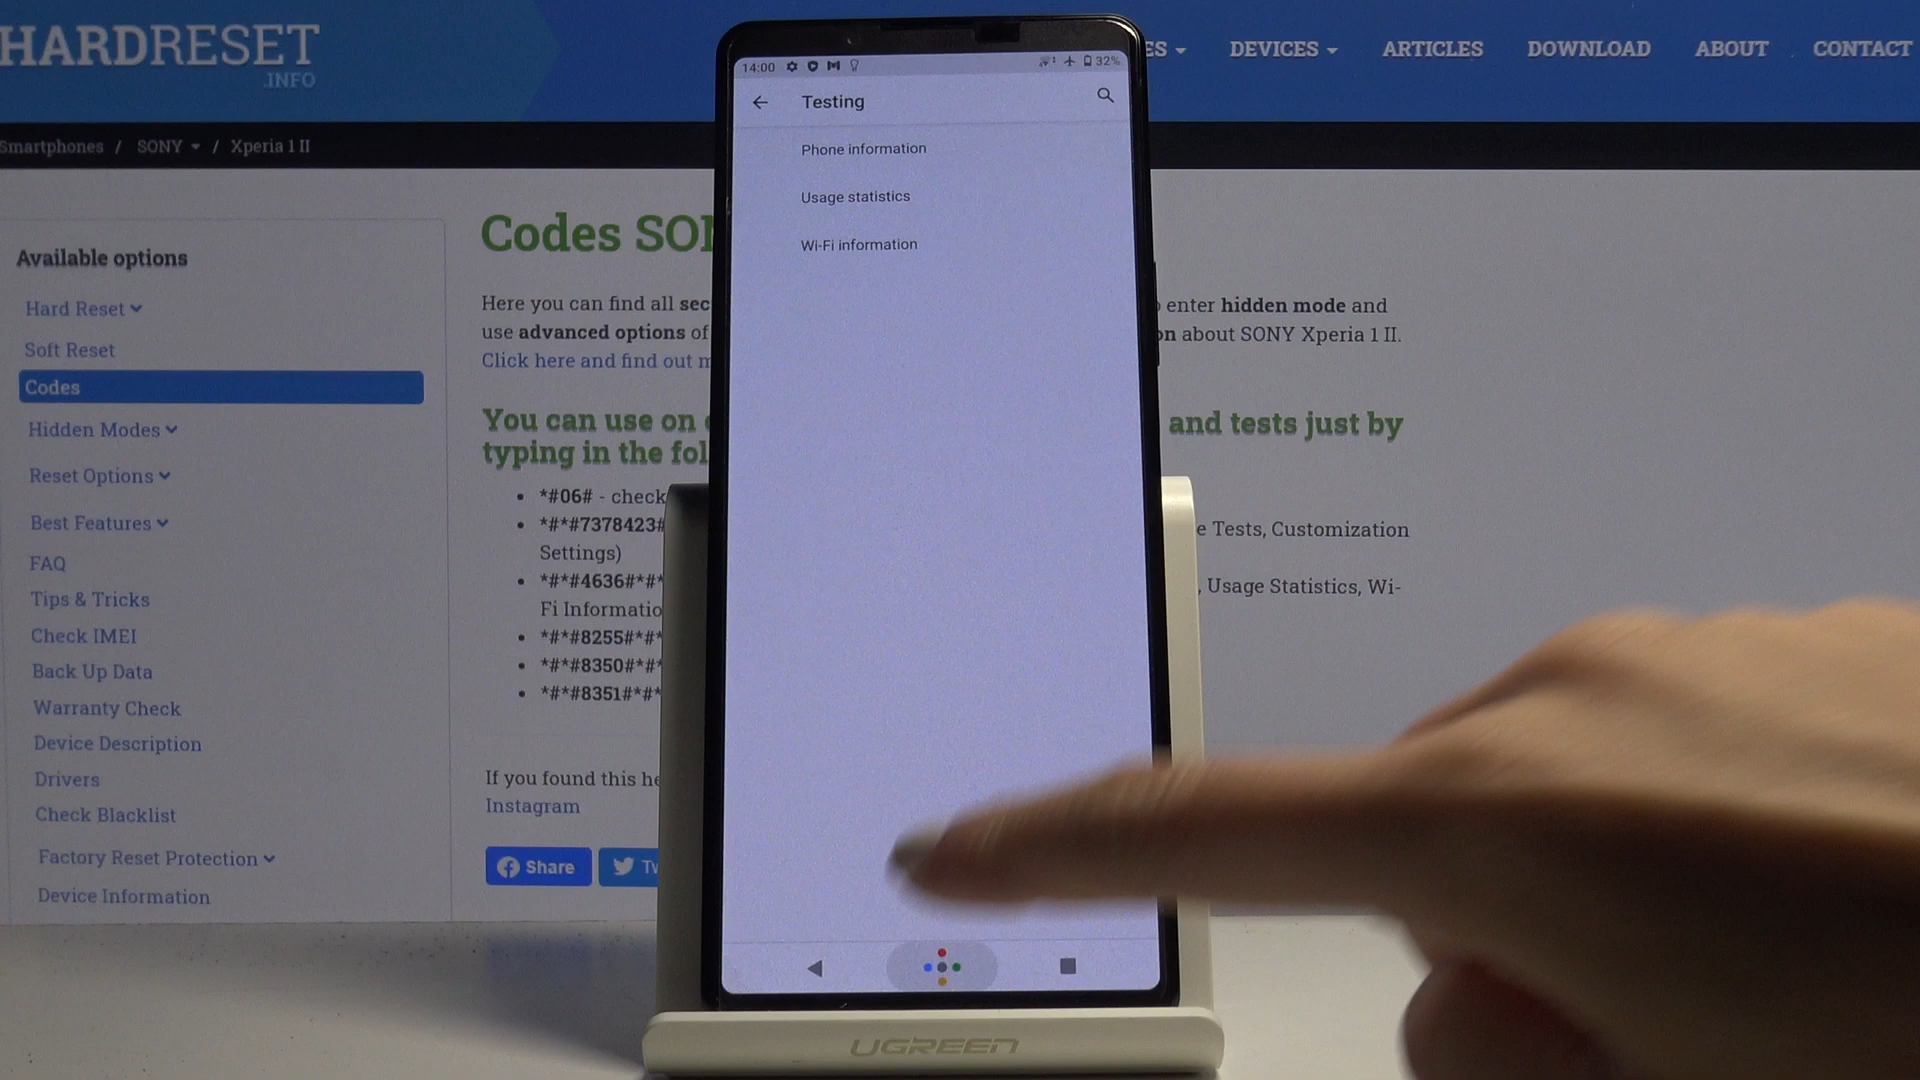 HARDRESET
.INFO
ES
DEVICES
ARTICLES
DOWNLOAD
ABOUT
CONTACT
Smartphones / SONY / Xperia 1 II
14:00
32%
Testing
Phone information
Usage statistics
Wi-Fi information
Available options
Hard Reset
Soft Reset
Codes
Hidden Modes
Reset Options
Best Features
FAQ
Tips & Tricks
Check IMEI
Back Up Data
Warranty Check
Device Description
Drivers
Check Blacklist
Factory Reset Protection
Device Information
Codes SO
Here you can find all sec enter hidden mode and
use advanced options of on about SONY Xperia 1 II.
Click here and find out m
You can use on and tests just by
typing in the fol
*#06# - check
*#*#7378423# e Tests, Customization
Settings)
*#*#4636#*#* , Usage Statistics, Wi-
Fi Informatio
*#*#8255#*#*
*#*#8350#*#*
*#*#8351#*#*
If you found this he
Instagram
Share
Tw
UGREEN